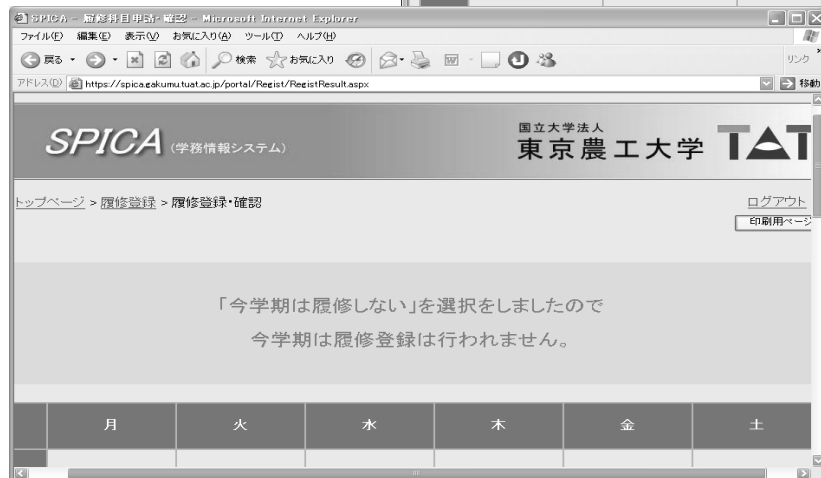 SPICA - 履修科目申請・確認 - Microsoft Internet Explorer
ファイル(F) 編集(E) 表示(V) お気に入り(A) ツール(T) ヘルプ(H)
戻る 検索 お気に入り リンク
アドレス(D) https://spica.gakumu.tuat.ac.jp/portal/Regist/RegistResult.aspx 移動
SPICA (学務情報システム)
国立大学法人
東京農工大学 TAT
トップページ > 履修登録 > 履修登録・確認 ログアウト
印刷用ページ
「今学期は履修しない」を選択をしましたので
今学期は履修登録は行われません。
月 火 水 木 金 土